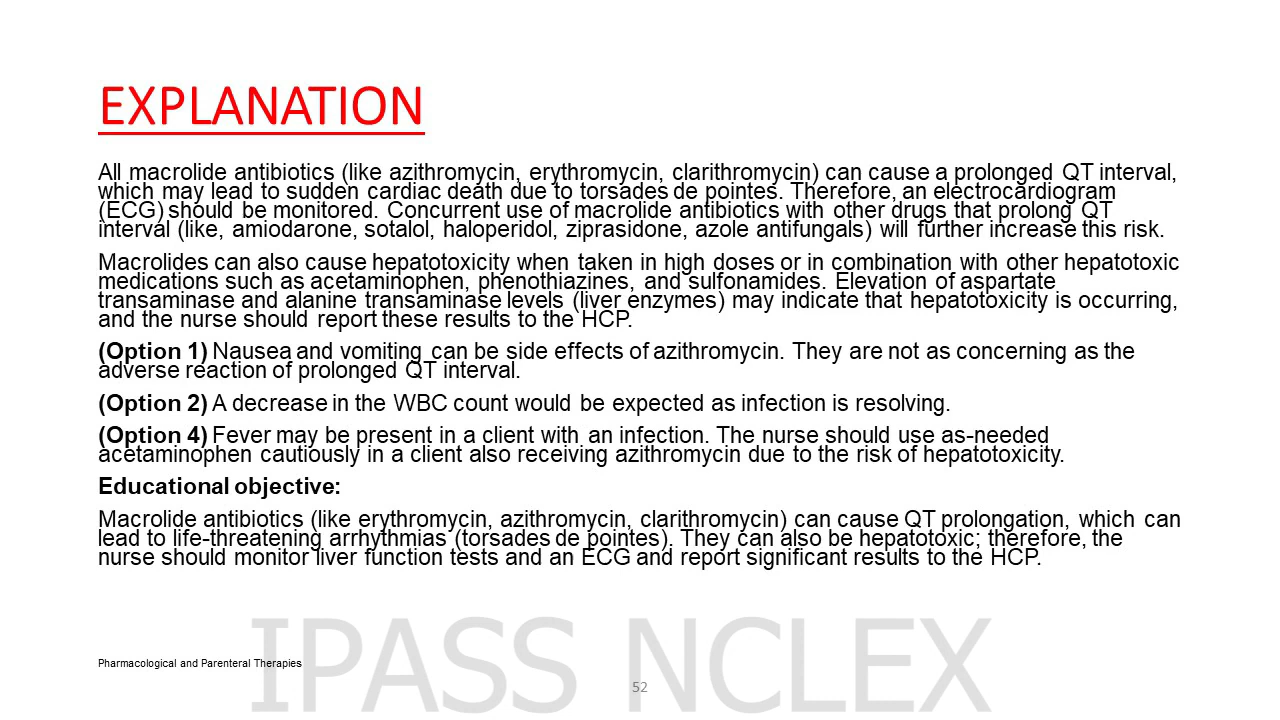 EXPLANATION
All macrolide antibiotics (like azithromycin, erythromycin, clarithromycin) can cause a prolonged QT interval,
which may lead to sudden cardiac death due to torsades de pointes. Therefore, an electrocardiogram
(ECG) should be monitored. Concurrent use of macrolide antibiotics with other drugs that prolong QT
interval (like, amiodarone, sotalol, haloperidol, ziprasidone, azole antifungals) will further increase this risk.
Macrolides can also cause hepatotoxicity when taken in high doses or in combination with other hepatotoxic
medications such as acetaminophen, phenothiazines, and sulfonamides. Elevation of aspartate
transaminase and alanine transaminase levels (liver enzymes) may indicate that hepatotoxicity is occurring,
and the nurse should report these results to the HCP.
(Option 1) Nausea and vomiting can be side effects of azithromycin. They are not as concerning as the
adverse reaction of prolonged QT interval.
(Option 2) A decrease in the WBC count would be expected as infection is resolving.
(Option 4) Fever may be present in a client with an infection. The nurse should use as-needed
acetaminophen cautiously in a client also receiving azithromycin due to the risk of hepatotoxicity.
Educational objective:
Macrolide antibiotics (like erythromycin, azithromycin, clarithromycin) can cause QT prolongation, which can
lead to life-threatening arrhythmias (torsades de pointes). They can also be hepatotoxic; therefore, the
nurse should monitor liver function tests and an ECG and report significant results to the HCP.
IPASS NCLEX
Pharmacological and Parenteral Therapies
52